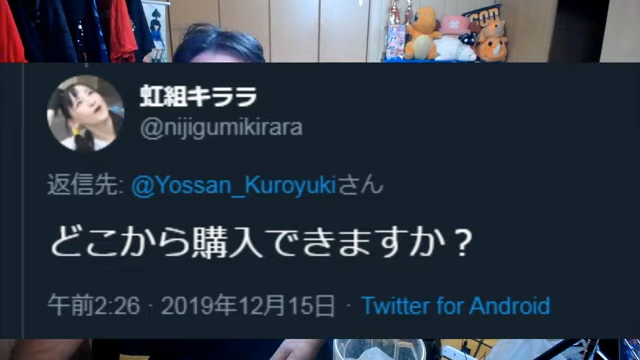 虹組キララ
@nijigumikirara
返信先: @Yossan_Kuroyukiさん
どこから購入できますか？
午前2:26 · 2019年12月15日 · Twitter for Android